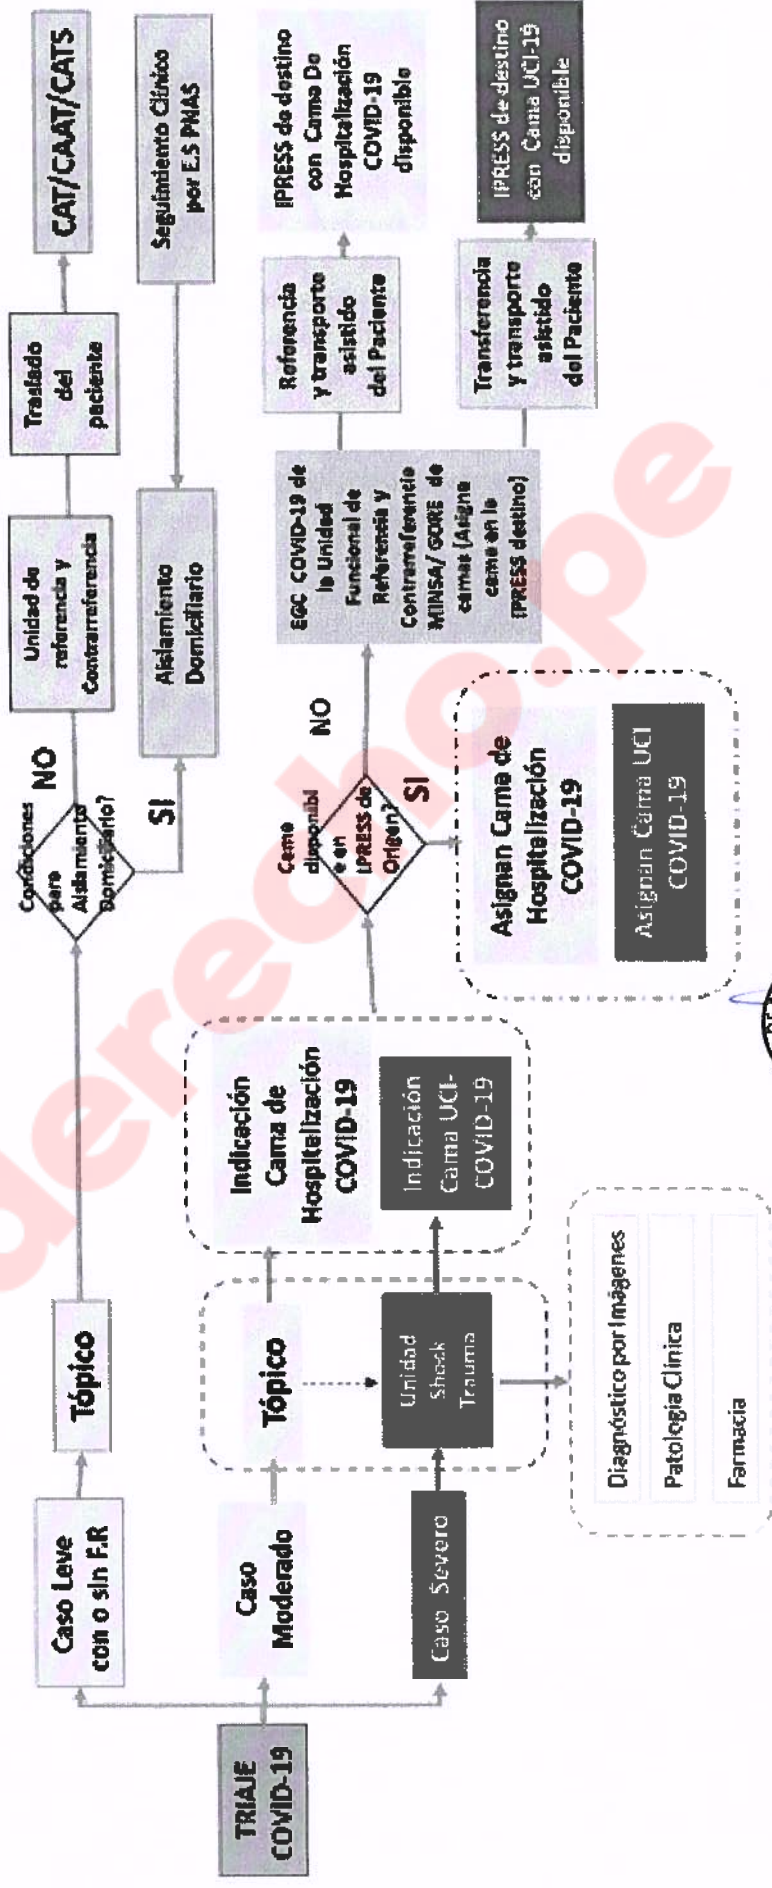 TRIAJE
COVID-19
Caso Leve
con o sin F.R
Tópico
Condiciones
para
Aislamiento
Domiciliario?
NO
SI
Unidad de
referencia y
Contrarreferencia
Traslado
del
paciente
CAT/CAAT/CATS
Aislamiento
Domiciliario
Seguimiento Clínico
por E.S PNAS
Caso
Moderado
Tópico
Indicación
Cama de
Hospitalización
COVID-19
Caso Severo
Unidad
Shock
Trauma
Indicación
Cama UCI-
COVID-19
Diagnóstico por Imágenes
Patología Clínica
Farmacia
Cama
disponibl
e en
IPRESS de
Origen?
NO
SI
Asignan Cama de
Hospitalización
COVID-19
Asignan Cama UCI
COVID-19
EGC COVID-19 de
la Unidad
Funcional de
Referencia y
Contrarreferencia
MINSA/ GORE de
camas (Asigne
cama en la
IPRESS destino)
Referencia
y transporte
asistido
del Paciente
IPRESS de destino
con Cama De
Hospitalización
COVID-19
disponible
Transferencia
y transporte
asistido
del Paciente
IPRESS de destino
con Cama UCI-19
disponible
derecho.pe